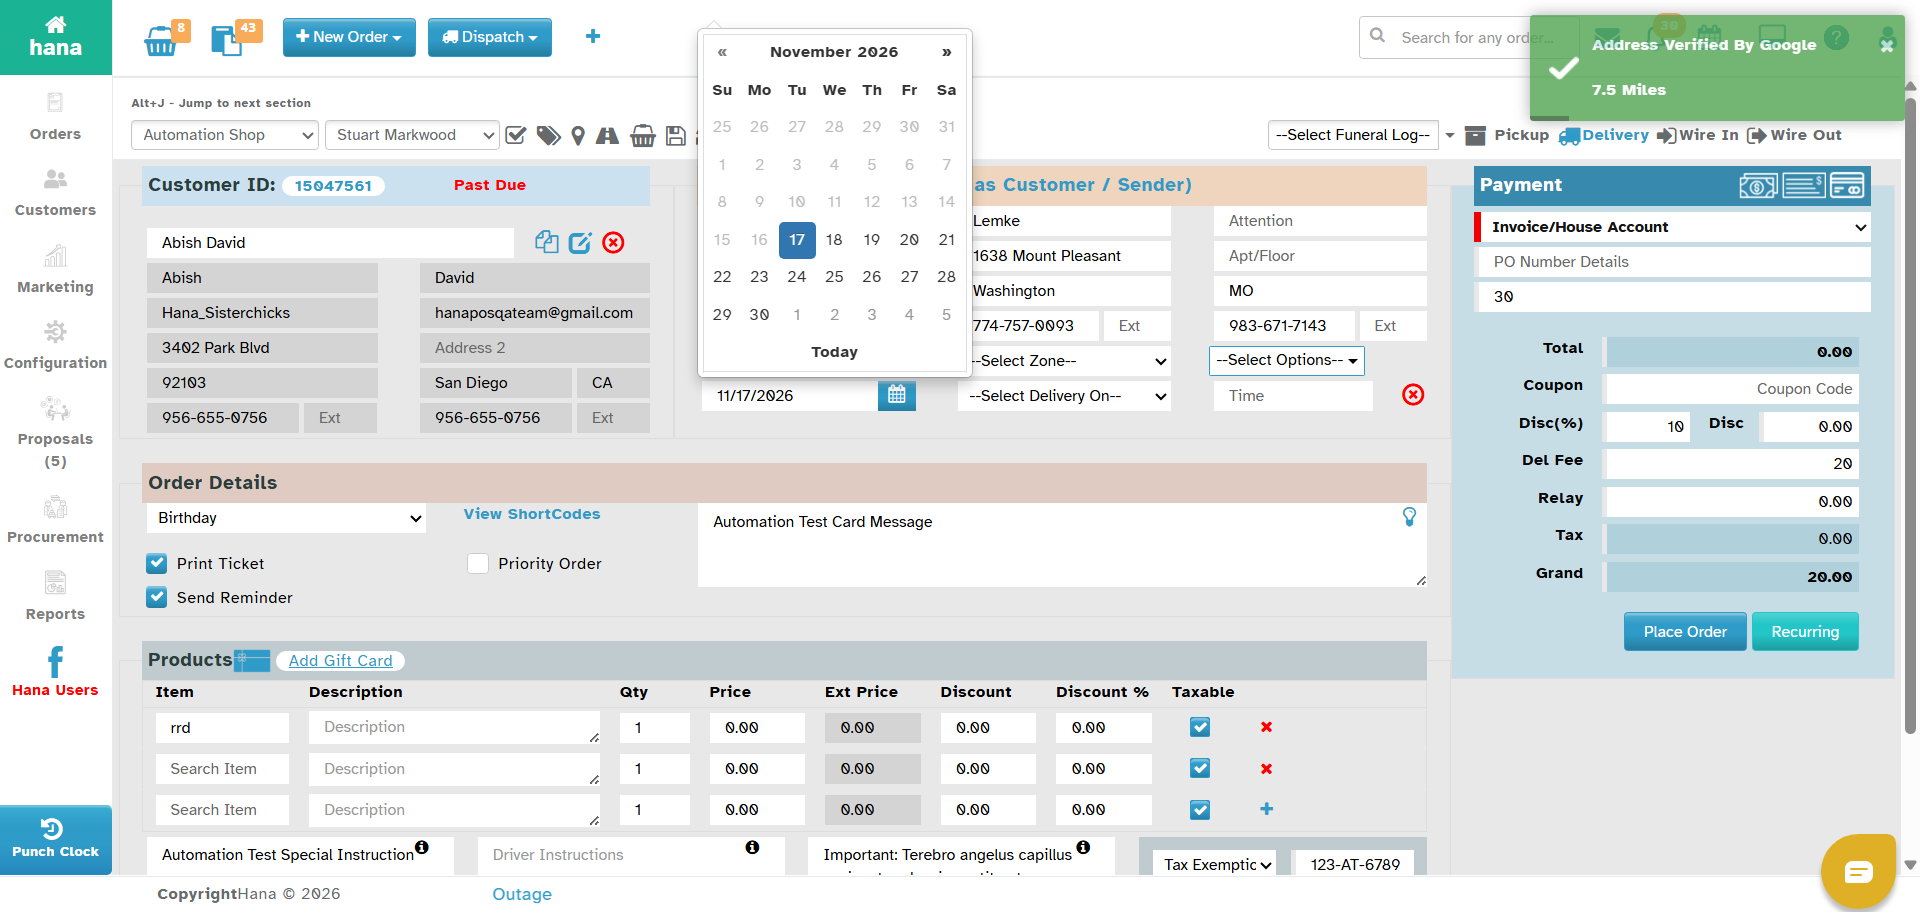 hana
8
43
New Order
Dispatch
Search for any order...
30
Address Verified By Google
7.5 Miles
Orders
Customers
Marketing
Configuration
Proposals
(5)
Procurement
Reports
Hana Users
Punch Clock
Alt+J - Jump to next section
Automation Shop
Stuart Markwood
--Select Funeral Log--
Pickup
Delivery
Wire In
Wire Out
« November 2026 »
Su Mo Tu We Th Fr Sa
25 26 27 28 29 30 31
1 2 3 4 5 6 7
8 9 10 11 12 13 14
15 16 17 18 19 20 21
22 23 24 25 26 27 28
29 30 1 2 3 4 5
Today
Customer ID: 15047561
Past Due
Abish David
Abish
David
Hana_Sisterchicks
hanaposqateam@gmail.com
3402 Park Blvd
Address 2
92103
San Diego
CA
956-655-0756
Ext
956-655-0756
Ext
as Customer / Sender)
Lemke
Attention
1638 Mount Pleasant
Apt/Floor
Washington
MO
774-757-0093
Ext
983-671-7143
Ext
--Select Zone--
--Select Options--
11/17/2026
--Select Delivery On--
Time
Payment
Invoice/House Account
PO Number Details
30
Total 0.00
Coupon Coupon Code
Disc(%) 10 Disc 0.00
Del Fee 20
Relay 0.00
Tax 0.00
Grand 20.00
Place Order
Recurring
Order Details
Birthday
View ShortCodes
Automation Test Card Message
Print Ticket
Priority Order
Send Reminder
Products
Add Gift Card
Item Description Qty Price Ext Price Discount Discount % Taxable
rrd Description 1 0.00 0.00 0.00 0.00
Search Item Description 1 0.00 0.00 0.00 0.00
Search Item Description 1 0.00 0.00 0.00 0.00
Automation Test Special Instruction
Driver Instructions
Important: Terebro angelus capillus
Tax Exemptic
123-AT-6789
CopyrightHana © 2026
Outage